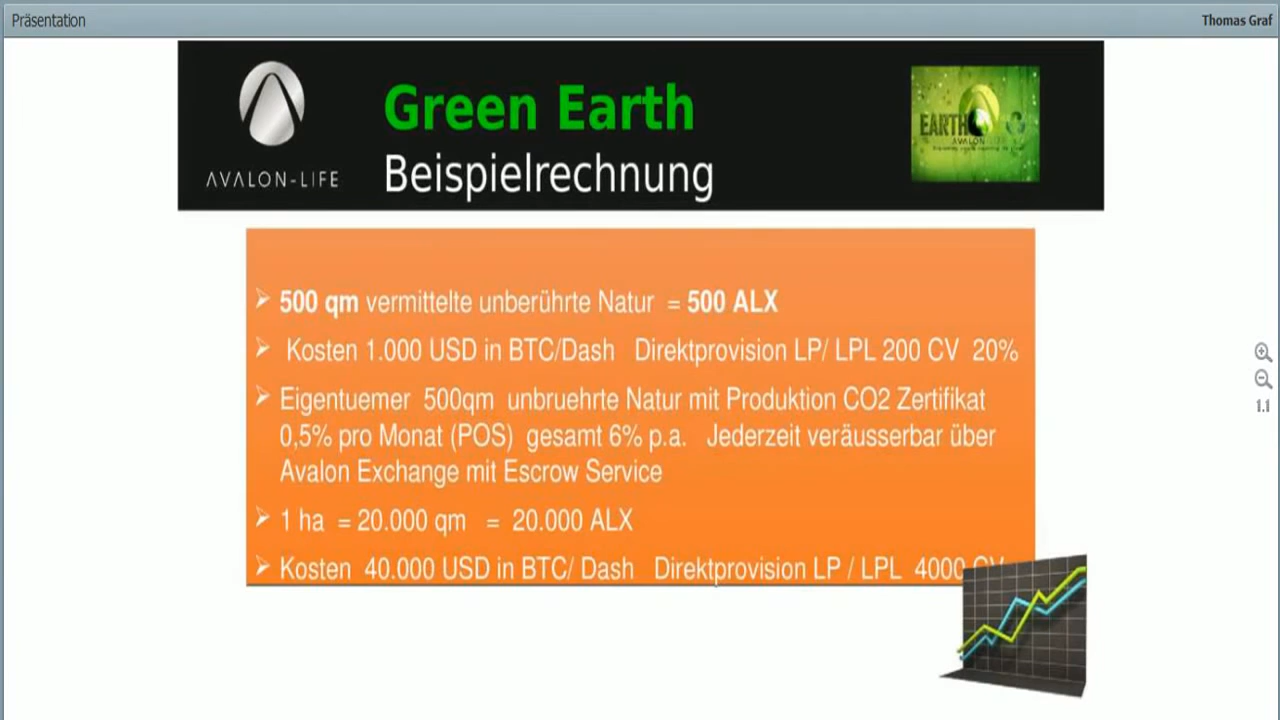 Präsentation
Thomas Graf
AVALON-LIFE
Green Earth
Beispielrechnung
EARTH
AVALON
500 qm vermittelte unberührte Natur = 500 ALX
Kosten 1.000 USD in BTC/Dash Direktprovision LP/ LPL 200 CV 20%
Eigentuemer 500qm unbruehrte Natur mit Produktion CO2 Zertifikat
0,5% pro Monat (POS) gesamt 6% p.a. Jederzeit veräusserbar über
Avalon Exchange mit Escrow Service
1 ha = 20.000 qm = 20.000 ALX
Kosten 40.000 USD in BTC/ Dash Direktprovision LP / LPL 4000 CV
1.1